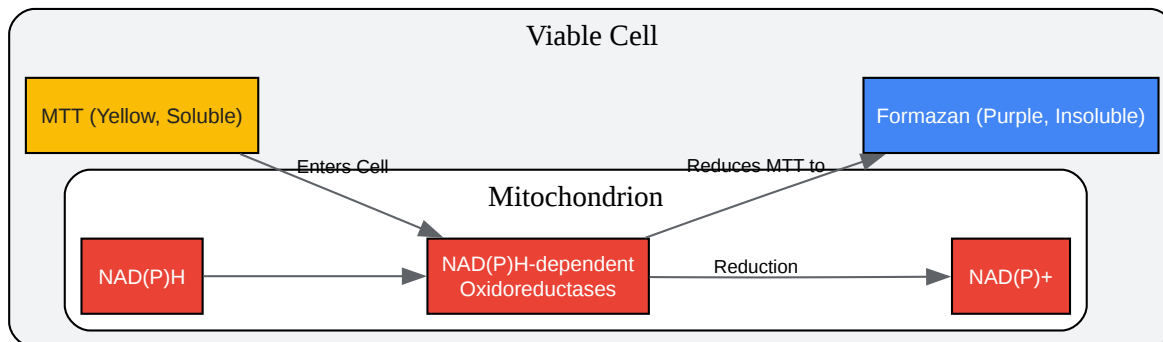 Viable Cell
MTT (Yellow, Soluble)
Formazan (Purple, Insoluble)
Enters Cell
Reduces MTT to
Mitochondrion
NAD(P)H
NAD(P)H-dependent
Oxidoreductases
Reduction
NAD(P)+